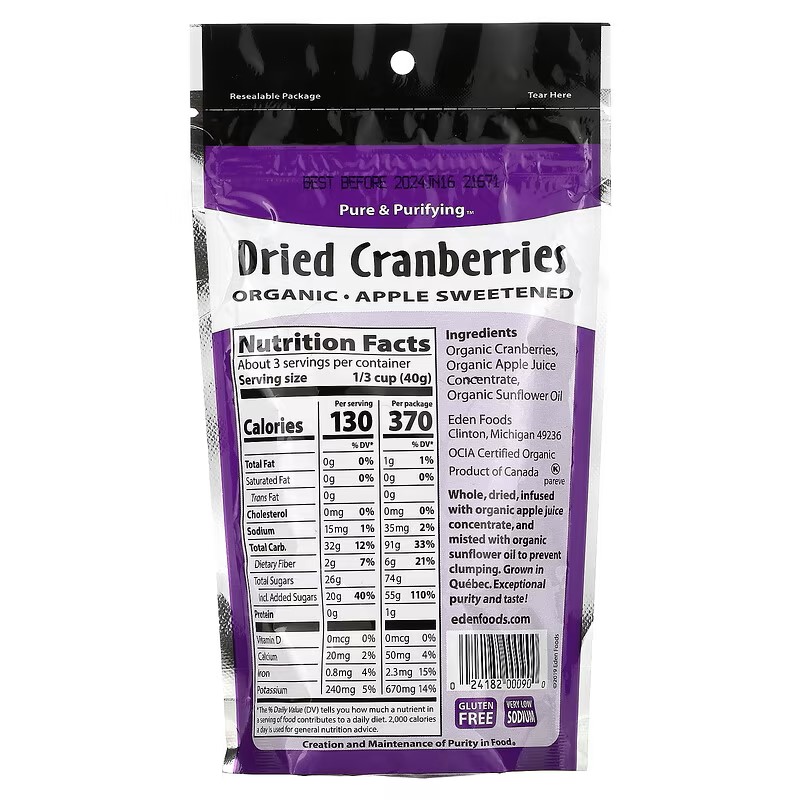 Resealable Package Tear Here
BEST BEFORE 2024JN16 21671
Pure & Purifying™
Dried Cranberries
ORGANIC • APPLE SWEETENED
Nutrition Facts
About 3 servings per container
Serving size 1/3 cup (40g)
Per serving Per package
Calories 130 370
% DV* % DV*
Total Fat 0g 0% 1g 1%
Saturated Fat 0g 0% 0g 0%
Trans Fat 0g 0g
Cholesterol 0mg 0% 0mg 0%
Sodium 15mg 1% 35mg 2%
Total Carb. 32g 12% 91g 33%
Dietary Fiber 2g 7% 6g 21%
Total Sugars 26g 74g
Incl. Added Sugars 20g 40% 55g 110%
Protein 0g 1g
Vitamin D 0mcg 0% 0mcg 0%
Calcium 20mg 2% 50mg 4%
Iron 0.8mg 4% 2.3mg 15%
Potassium 240mg 5% 670mg 14%
*The % Daily Value (DV) tells you how much a nutrient in
a serving of food contributes to a daily diet. 2,000 calories
a day is used for general nutrition advice.
Ingredients
Organic Cranberries,
Organic Apple Juice
Concentrate,
Organic Sunflower Oil
Eden Foods
Clinton, Michigan 49236
OCIA Certified Organic
Product of Canada K
pareve
Whole, dried, infused
with organic apple juice
concentrate, and
misted with organic
sunflower oil to prevent
clumping. Grown in
Québec. Exceptional
purity and taste!
edenfoods.com
0 24182 00090 0
©2019 Eden Foods
GLUTEN
FREE
VERY LOW
SODIUM
Creation and Maintenance of Purity in Food®